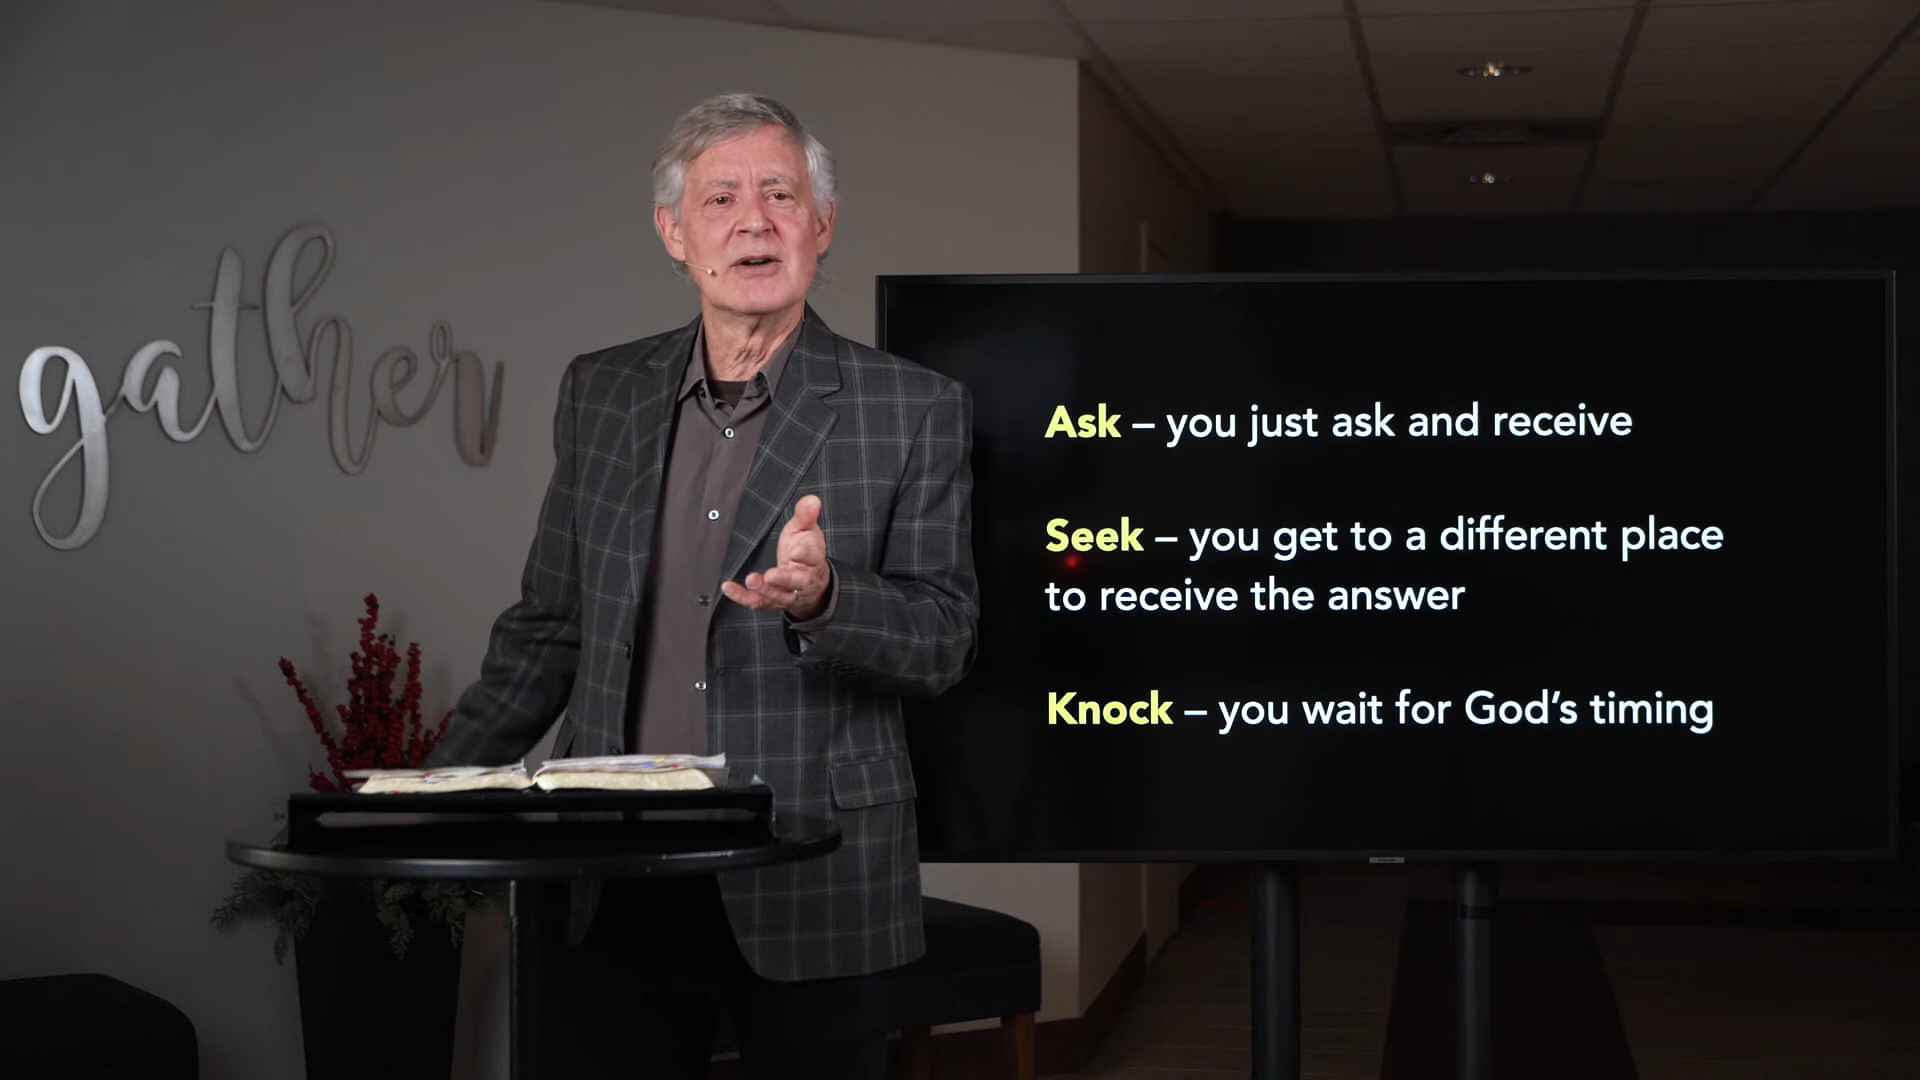 gather
Ask – you just ask and receive
Seek – you get to a different place
to receive the answer
Knock – you wait for God’s timing